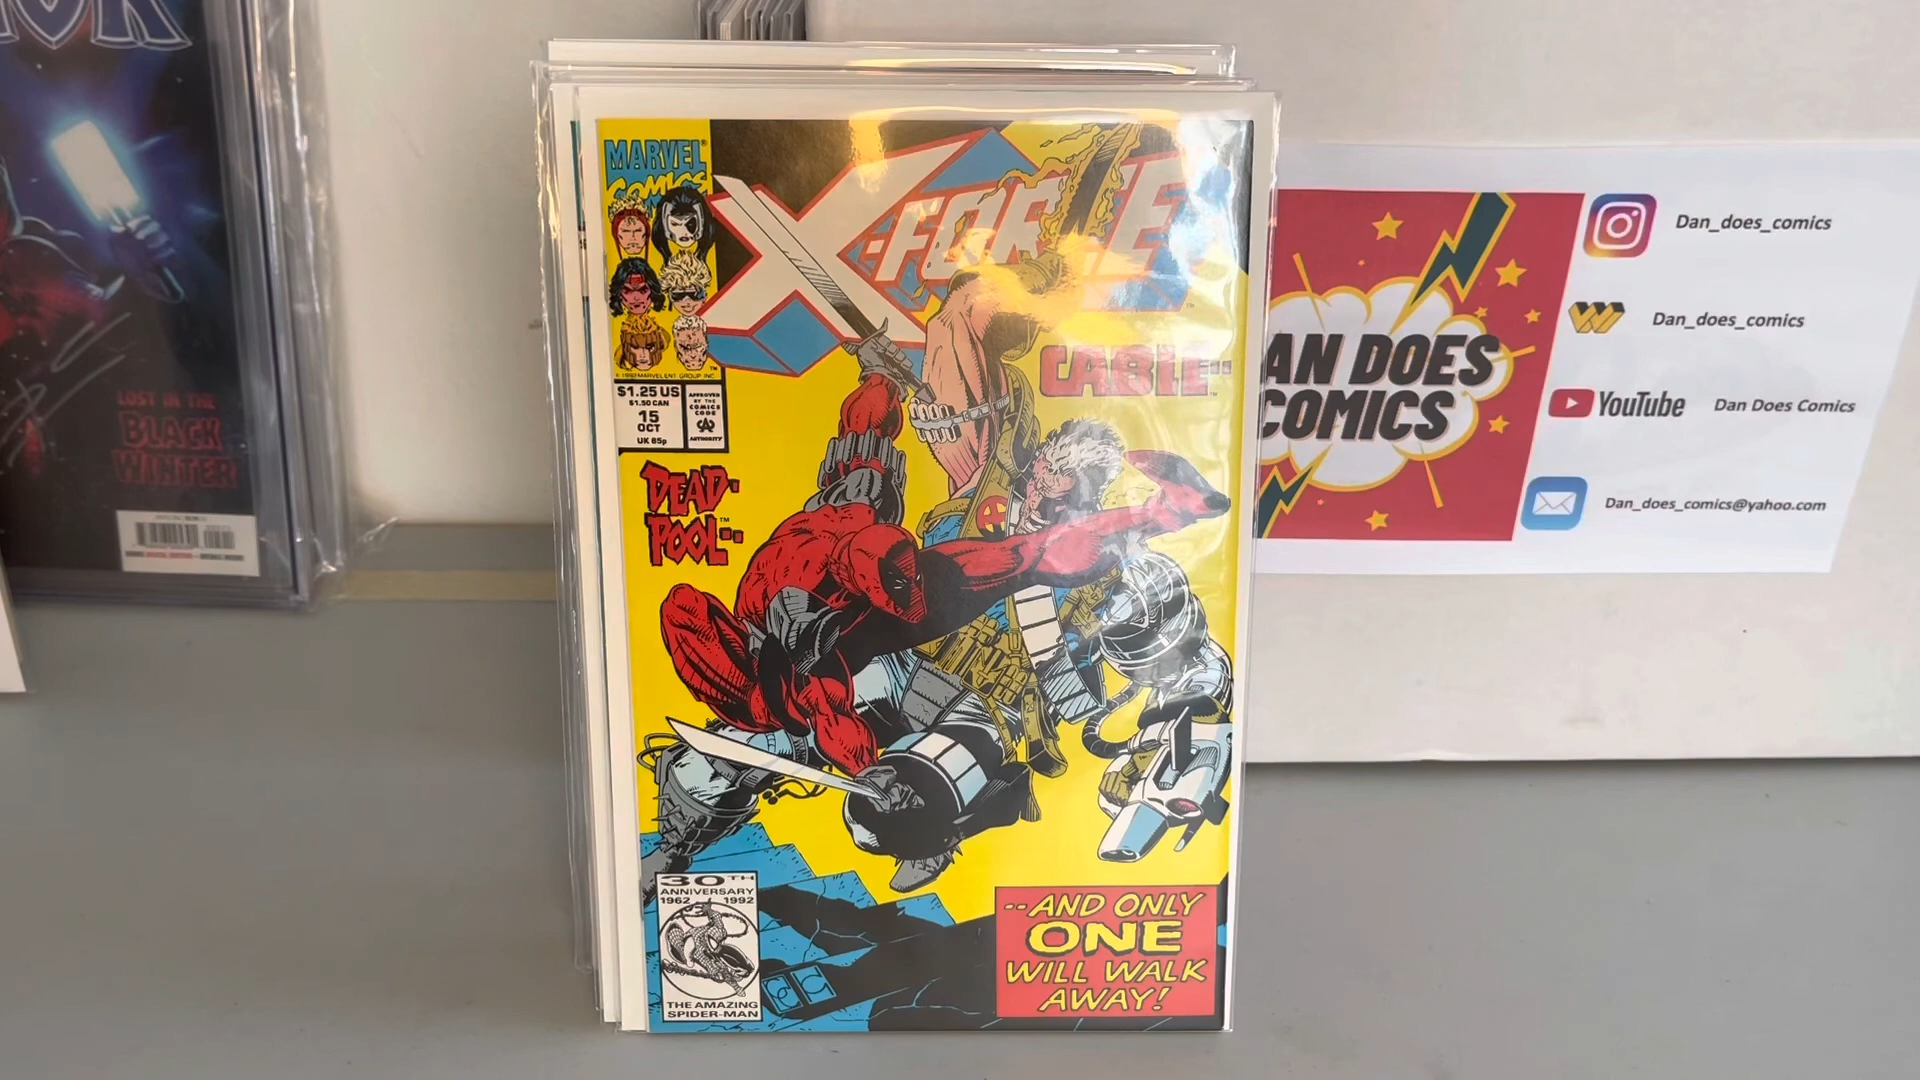 LOST IN THE
BLACK
WINTER
MARVEL
COMICS
X-FORCE
CABLE--
$1.25 US
$1.50 CAN
15
OCT
UK 85p
APPROVED
BY THE
COMICS
CODE
AUTHORITY
DEAD-
POOL--
30TH
ANNIVERSARY
1962 1992
THE AMAZING
SPIDER-MAN
--AND ONLY
ONE
WILL WALK
AWAY!
AN DOES
COMICS
Dan_does_comics
Dan_does_comics
YouTube Dan Does Comics
Dan_does_comics@yahoo.com